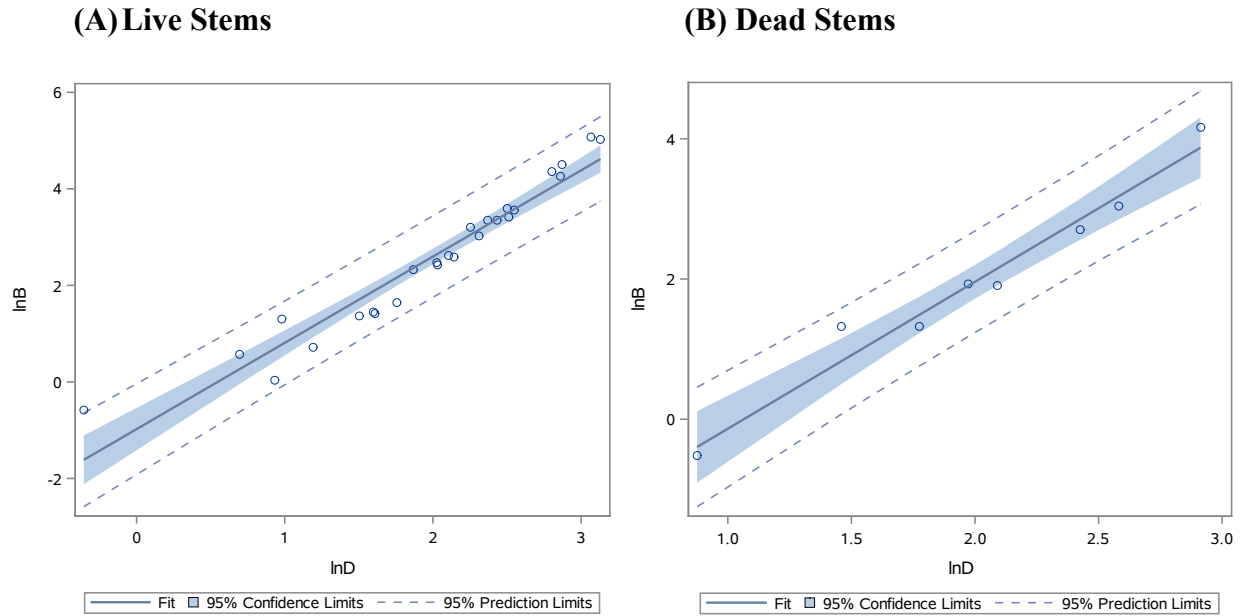 (A) Live Stems
6
4
2
0
-2
lnB
0
1
2
3
lnD
Fit
95% Confidence Limits
95% Prediction Limits
(B) Dead Stems
4
2
0
lnB
1.0
1.5
2.0
2.5
3.0
lnD
Fit
95% Confidence Limits
95% Prediction Limits